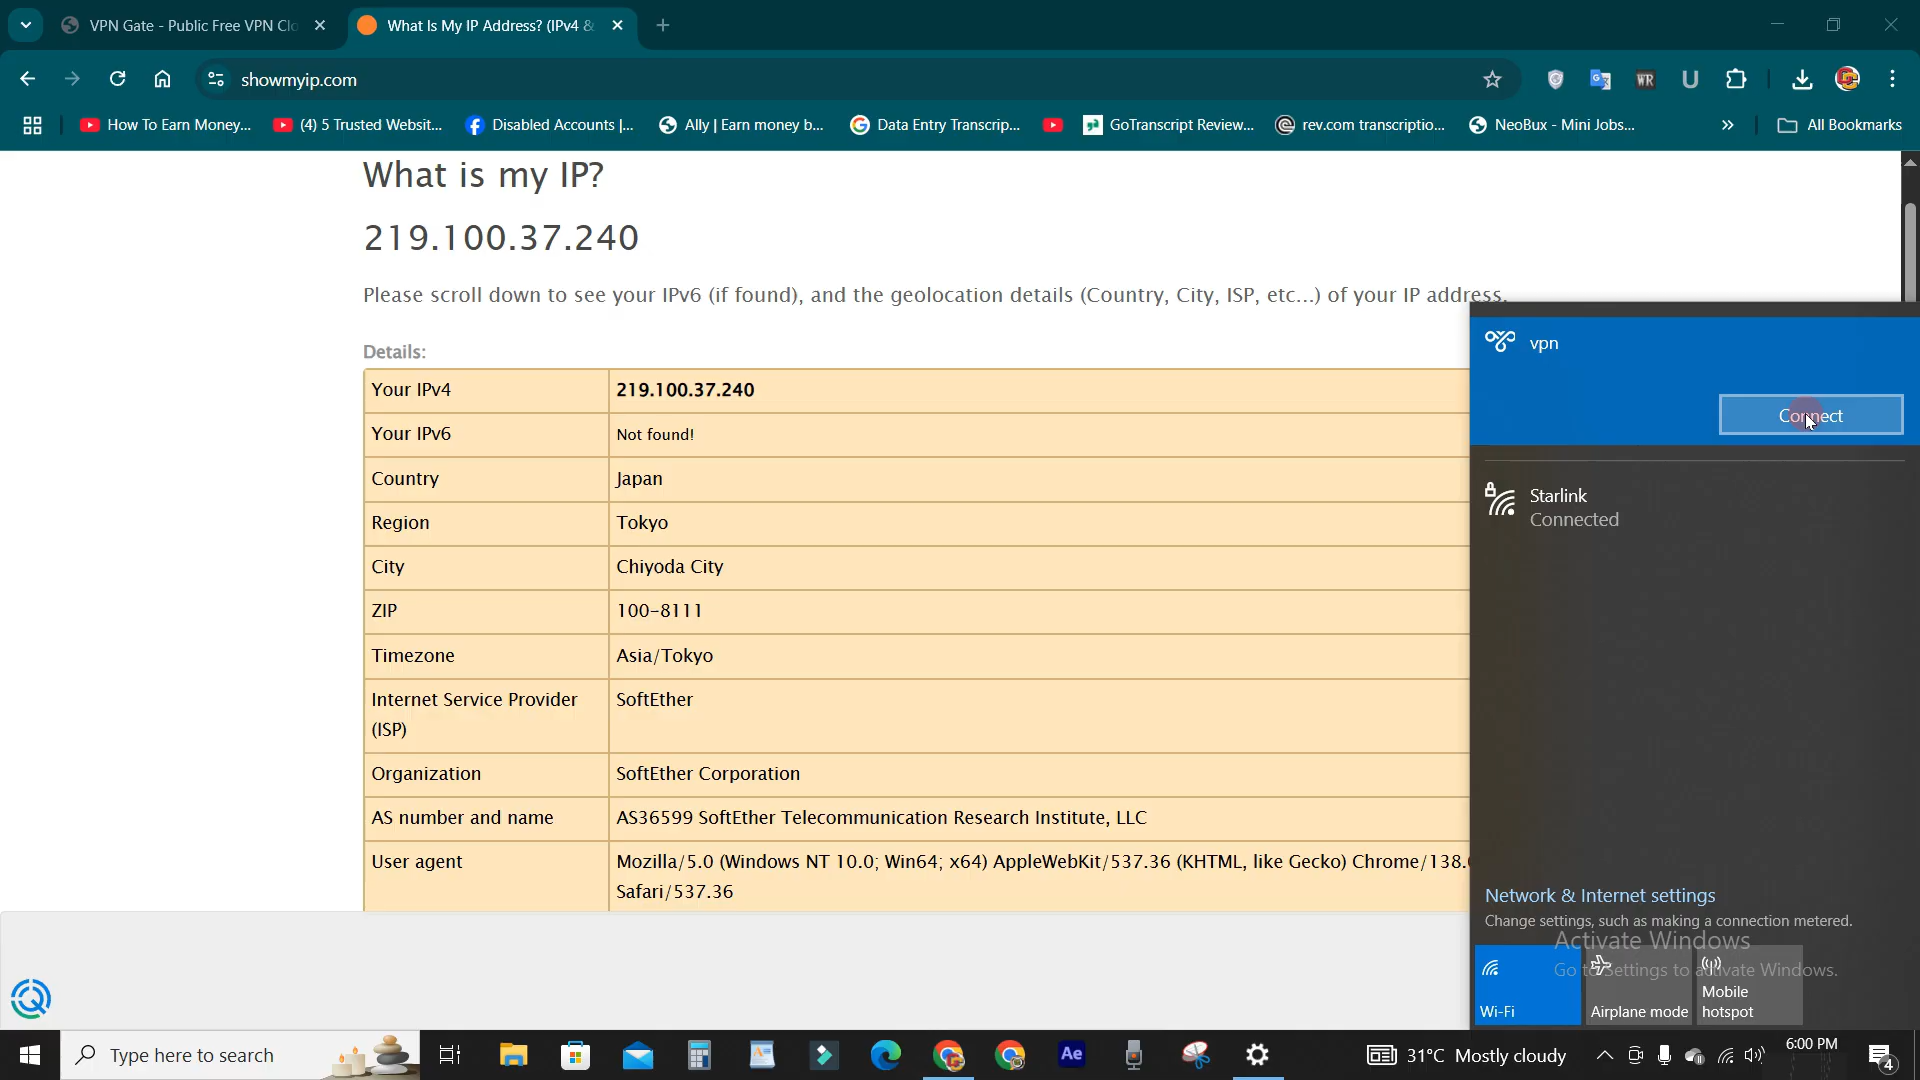 VPN Gate - Public Free VPN Clo
What Is My IP Address? (IPv4 &
showmyip.com
How To Earn Money...
(4) 5 Trusted Websit...
Disabled Accounts |...
Ally | Earn money b...
Data Entry Transcrip...
GoTranscript Review...
rev.com transcriptio...
NeoBux - Mini Jobs...
All Bookmarks
What is my IP?
219.100.37.240
Please scroll down to see your IPv6 (if found), and the geolocation details (Country, City, ISP, etc...) of your IP address.
Details:
Your IPv4 219.100.37.240
Your IPv6 Not found!
Country Japan
Region Tokyo
City Chiyoda City
ZIP 100-8111
Timezone Asia/Tokyo
Internet Service Provider (ISP) SoftEther
Organization SoftEther Corporation
AS number and name AS36599 SoftEther Telecommunication Research Institute, LLC
User agent Mozilla/5.0 (Windows NT 10.0; Win64; x64) AppleWebKit/537.36 (KHTML, like Gecko) Chrome/138.
Safari/537.36
vpn
Connect
Starlink
Connected
Network & Internet settings
Change settings, such as making a connection metered.
Activate Windows
Go to Settings to activate Windows.
Wi-Fi
Airplane mode
Mobile hotspot
Type here to search
Ae
31°C Mostly cloudy
6:00 PM
4